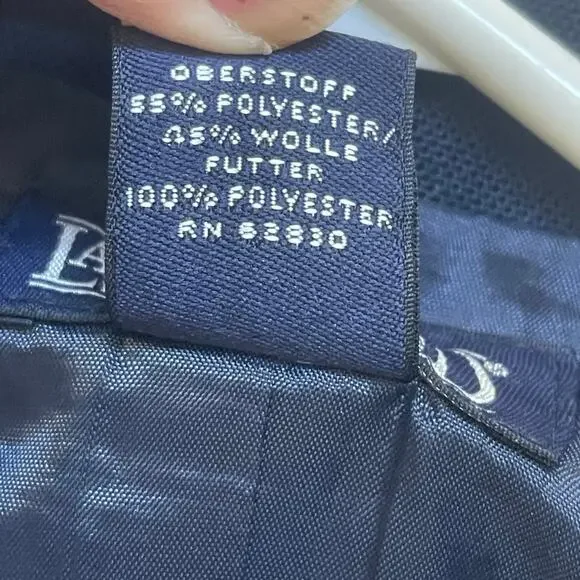 OBERSTOFF
55% POLYESTER/
45% WOLLE
FUTTER
100% POLYESTER
RN 62830